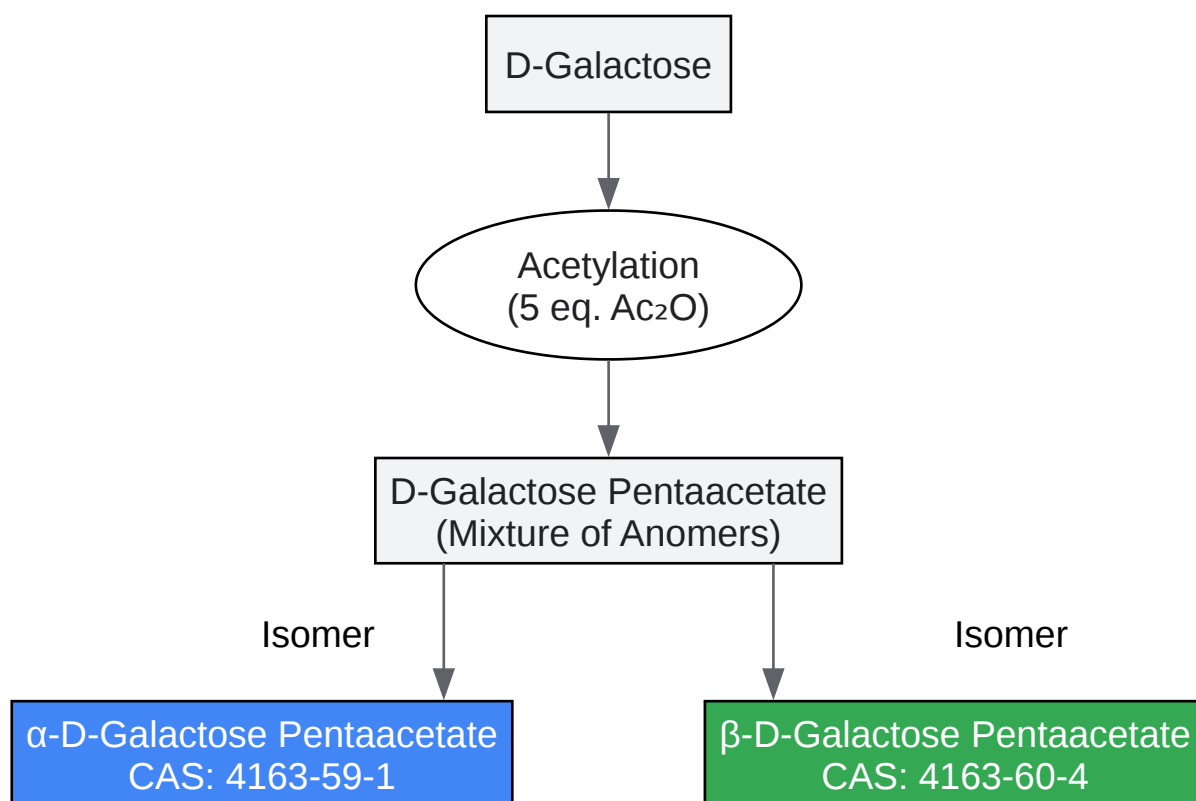 D-Galactose
Acetylation
(5 eq. Ac₂O)
D-Galactose Pentaacetate
(Mixture of Anomers)
Isomer
Isomer
α-D-Galactose Pentaacetate
CAS: 4163-59-1
β-D-Galactose Pentaacetate
CAS: 4163-60-4